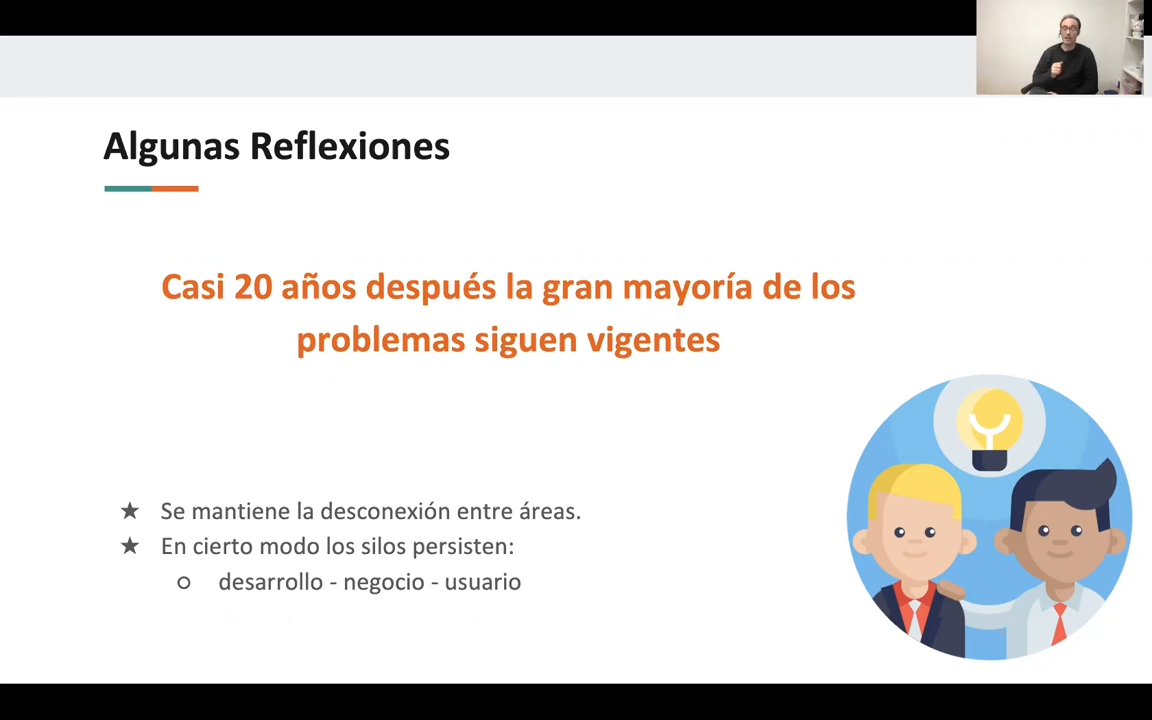 Algunas Reflexiones
Casi 20 años después la gran mayoría de los
problemas siguen vigentes
★ Se mantiene la desconexión entre áreas.
★ En cierto modo los silos persisten:
○ desarrollo - negocio - usuario